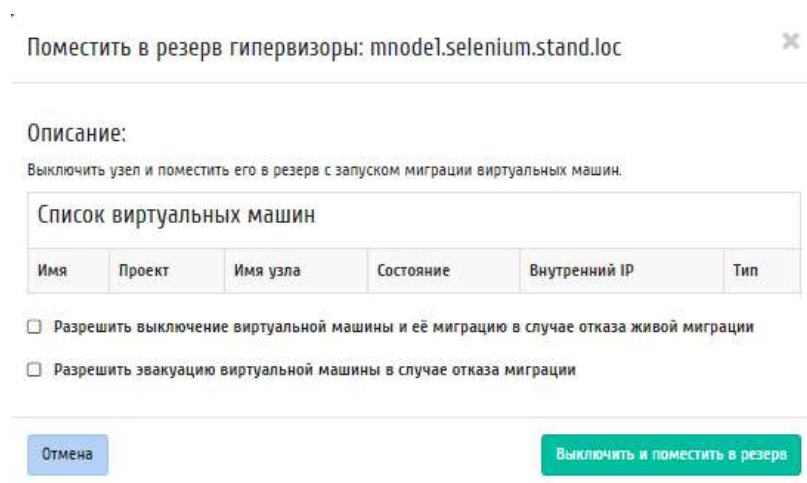 Поместить в резерв гипервизоры: mnode1.selenium.stand.loc
Описание:
Выключить узел и поместить его в резерв с запуском миграции виртуальных машин.
Список виртуальных машин
Имя Проект Имя узла Состояние Внутренний IP Тип
Разрешить выключение виртуальной машины и её миграцию в случае отказа живой миграции
Разрешить эвакуацию виртуальной машины в случае отказа миграции
Отмена Выключить и поместить в резерв